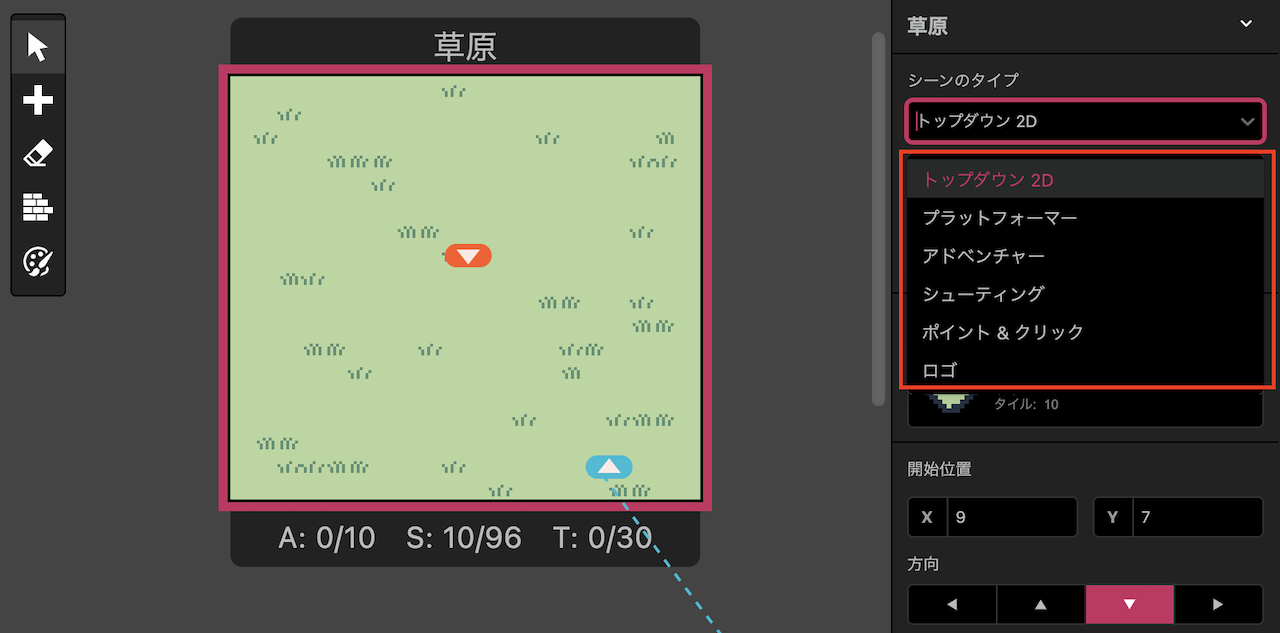 草原
A: 0/10 S: 10/96 T: 0/30
草原
シーンのタイプ
トップダウン 2D
トップダウン 2D
プラットフォーマー
アドベンチャー
シューティング
ポイント & クリック
ロゴ
タイル: 10
開始位置
X 9 Y 7
方向